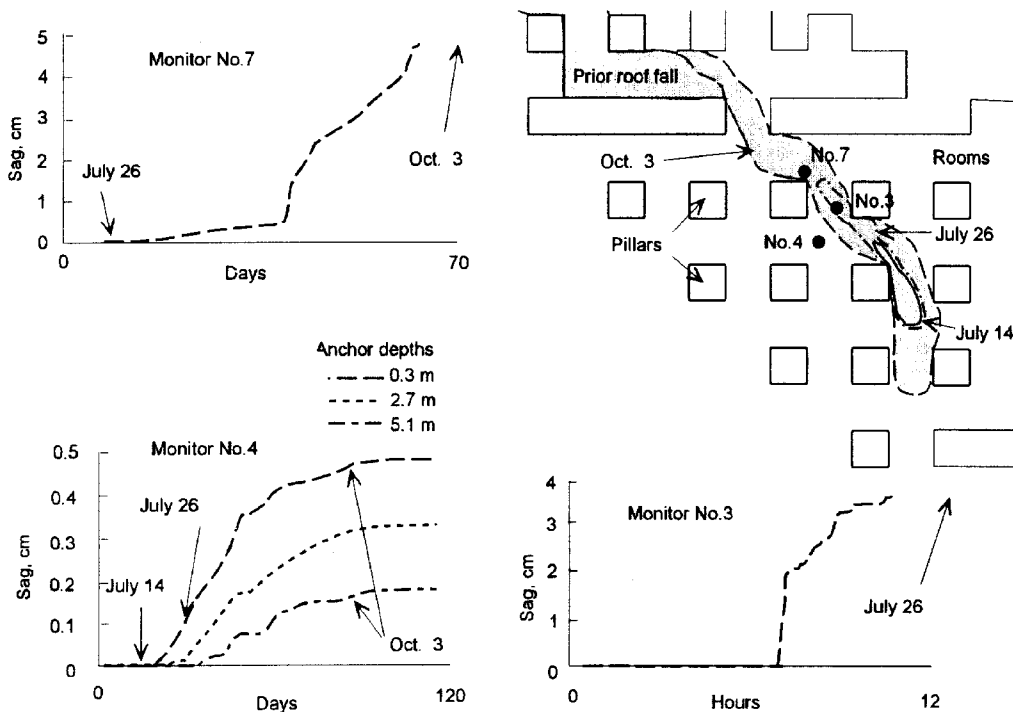 Monitor No.7
Sag, cm
5
4
3
2
1
0
July 26
Oct. 3
0
Days
70
Prior roof fall
Oct. 3
No.7
Rooms
No.3
July 26
Pillars
No.4
July 14
Anchor depths
0.3 m
2.7 m
5.1 m
Monitor No.4
Sag, cm
0.5
0.4
0.3
0.2
0.1
0
July 26
July 14
Oct. 3
0
Days
120
Monitor No.3
Sag, cm
4
3
2
1
0
July 26
0
Hours
12